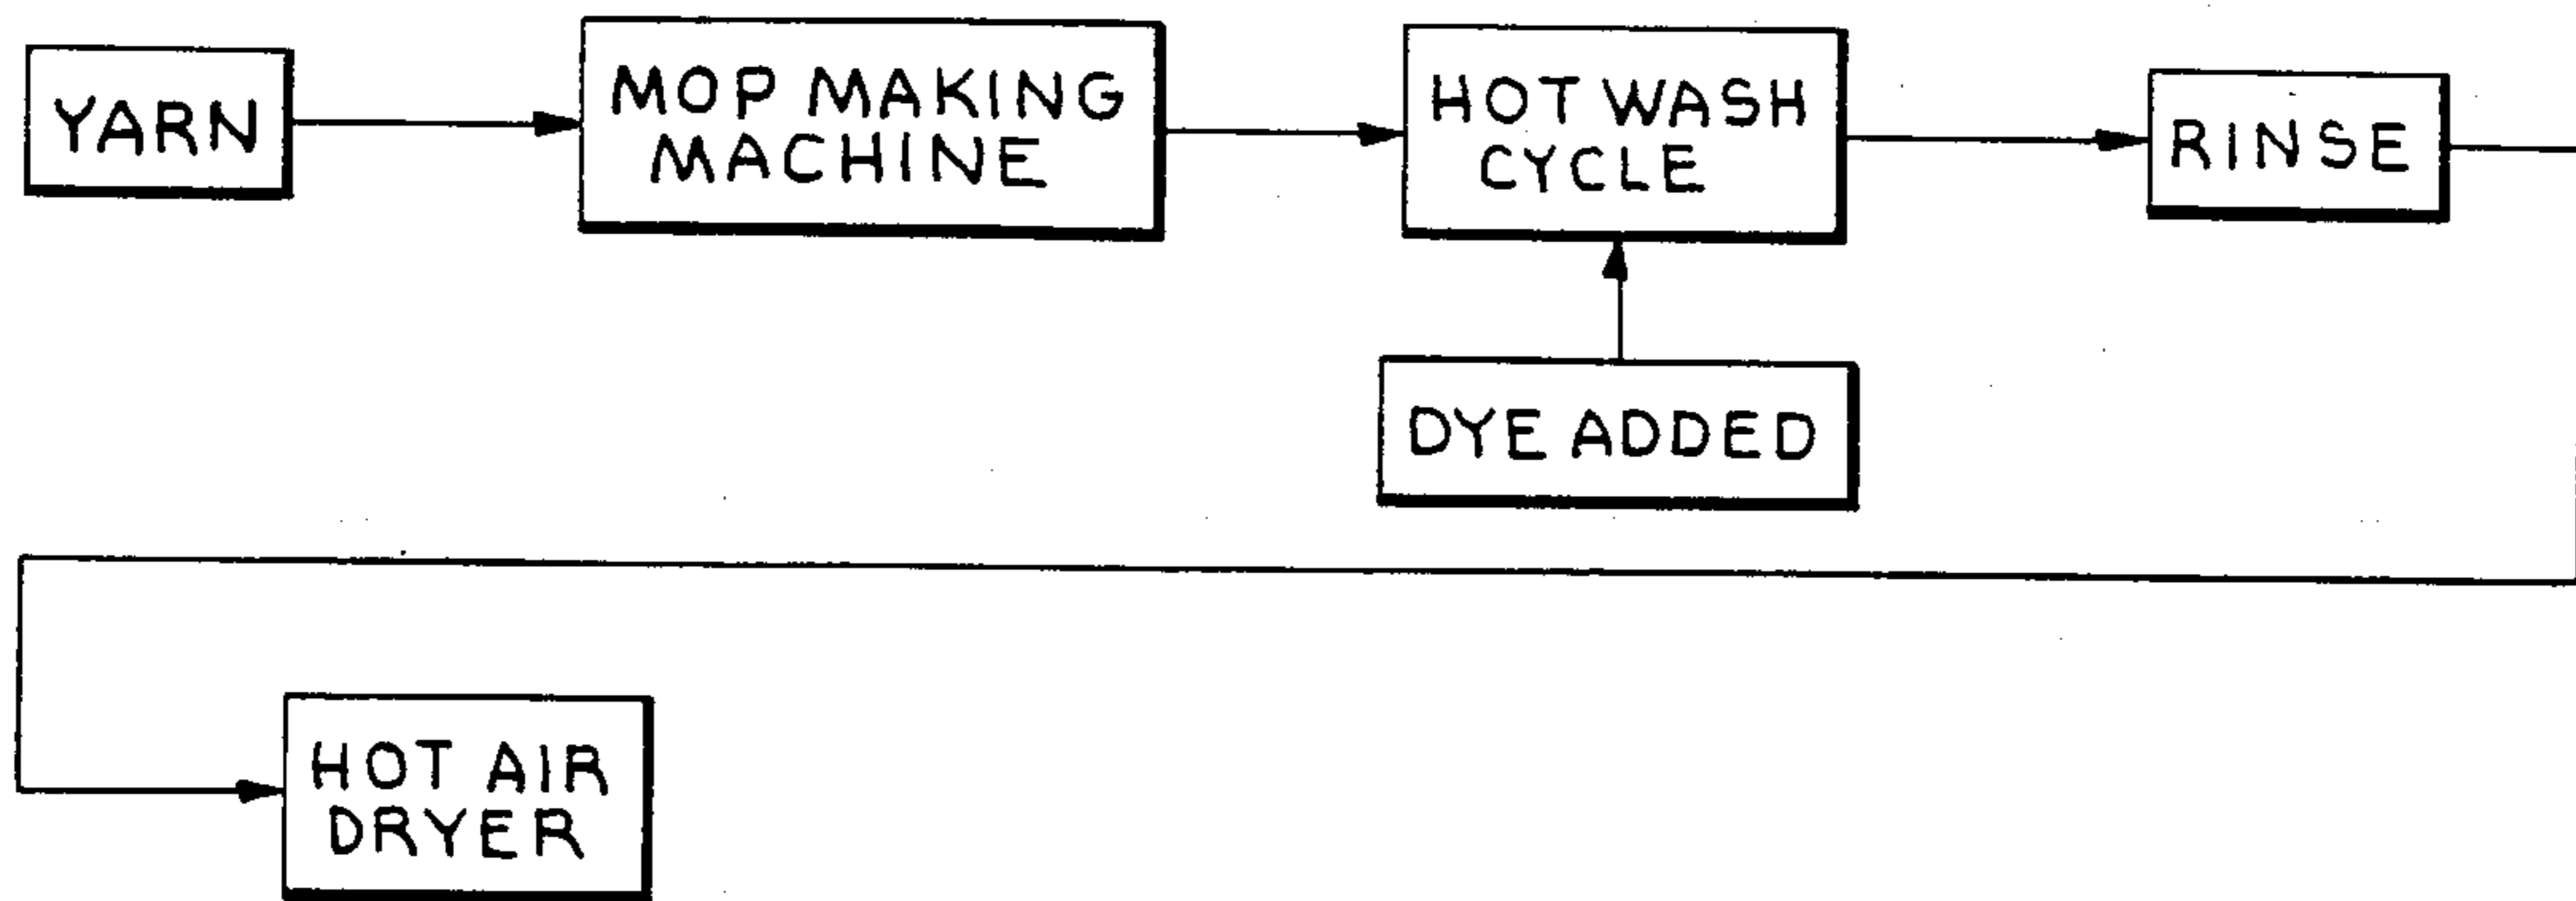 YARN
MOP MAKING
MACHINE
HOT WASH
CYCLE
RINSE
DYE ADDED
HOT AIR
DRYER